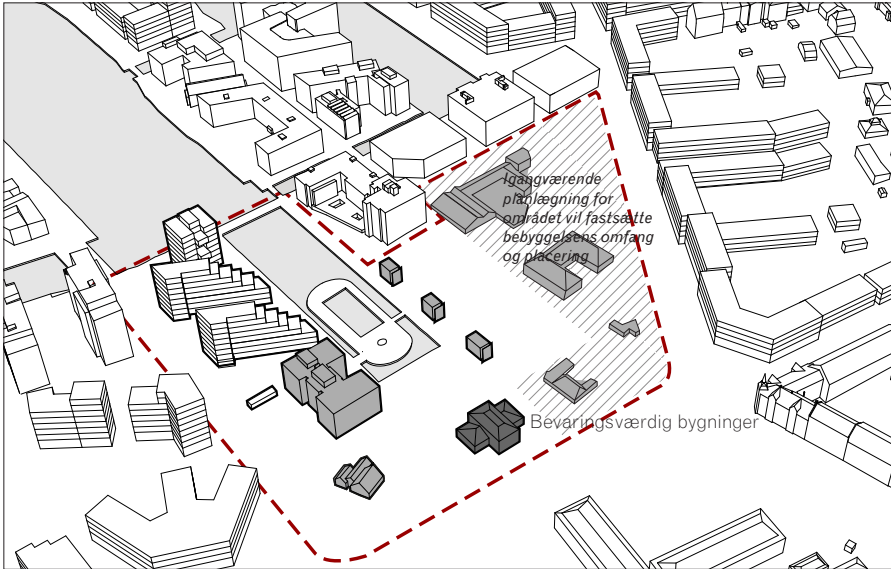 Igangværende
planlægning for
området vil fastsætte
bebyggelsens omfang
og placering
Bevaringsværdig bygninger